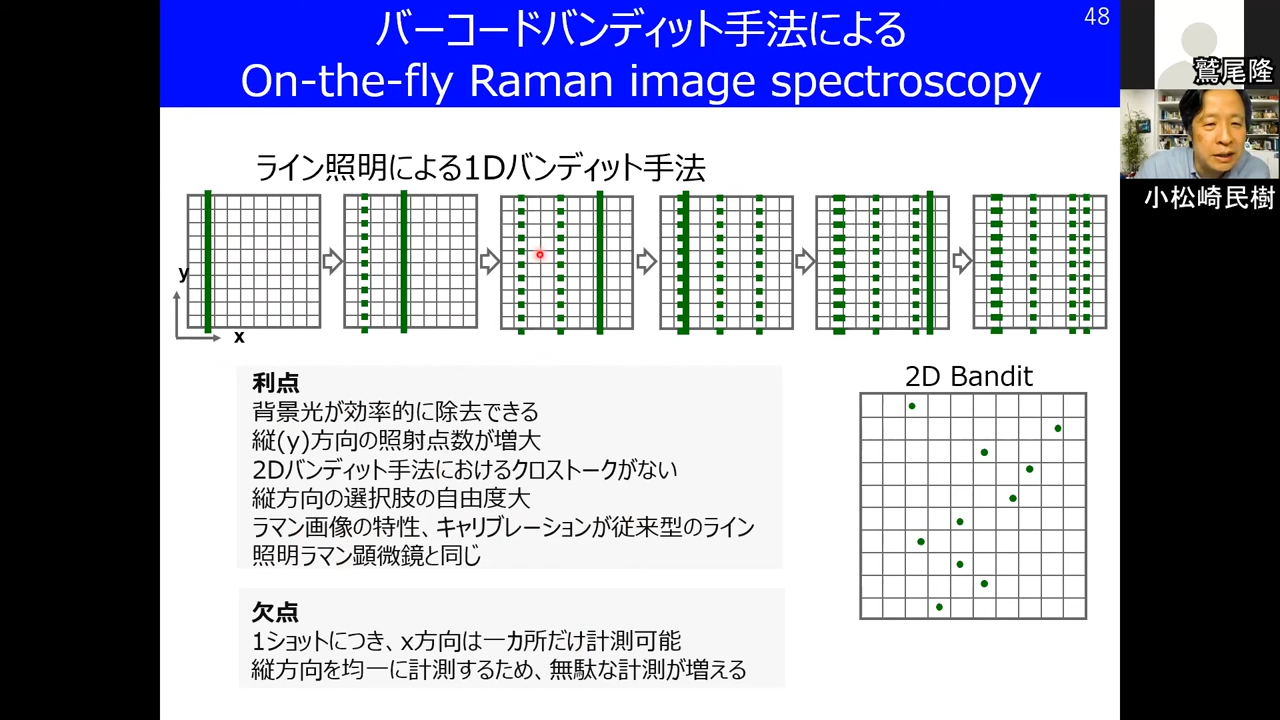 バーコードバンディット手法による
On-the-fly Raman image spectroscopy
48
鷲尾隆
小松崎民樹
ライン照明による1Dバンディット手法
y
x
利点
背景光が効率的に除去できる
縦(y)方向の照射点数が増大
2Dバンディット手法におけるクロストークがない
縦方向の選択肢の自由度大
ラマン画像の特性、キャリブレーションが従来型のライン
照明ラマン顕微鏡と同じ
欠点
1ショットにつき、x方向は一カ所だけ計測可能
縦方向を均一に計測するため、無駄な計測が増える
2D Bandit